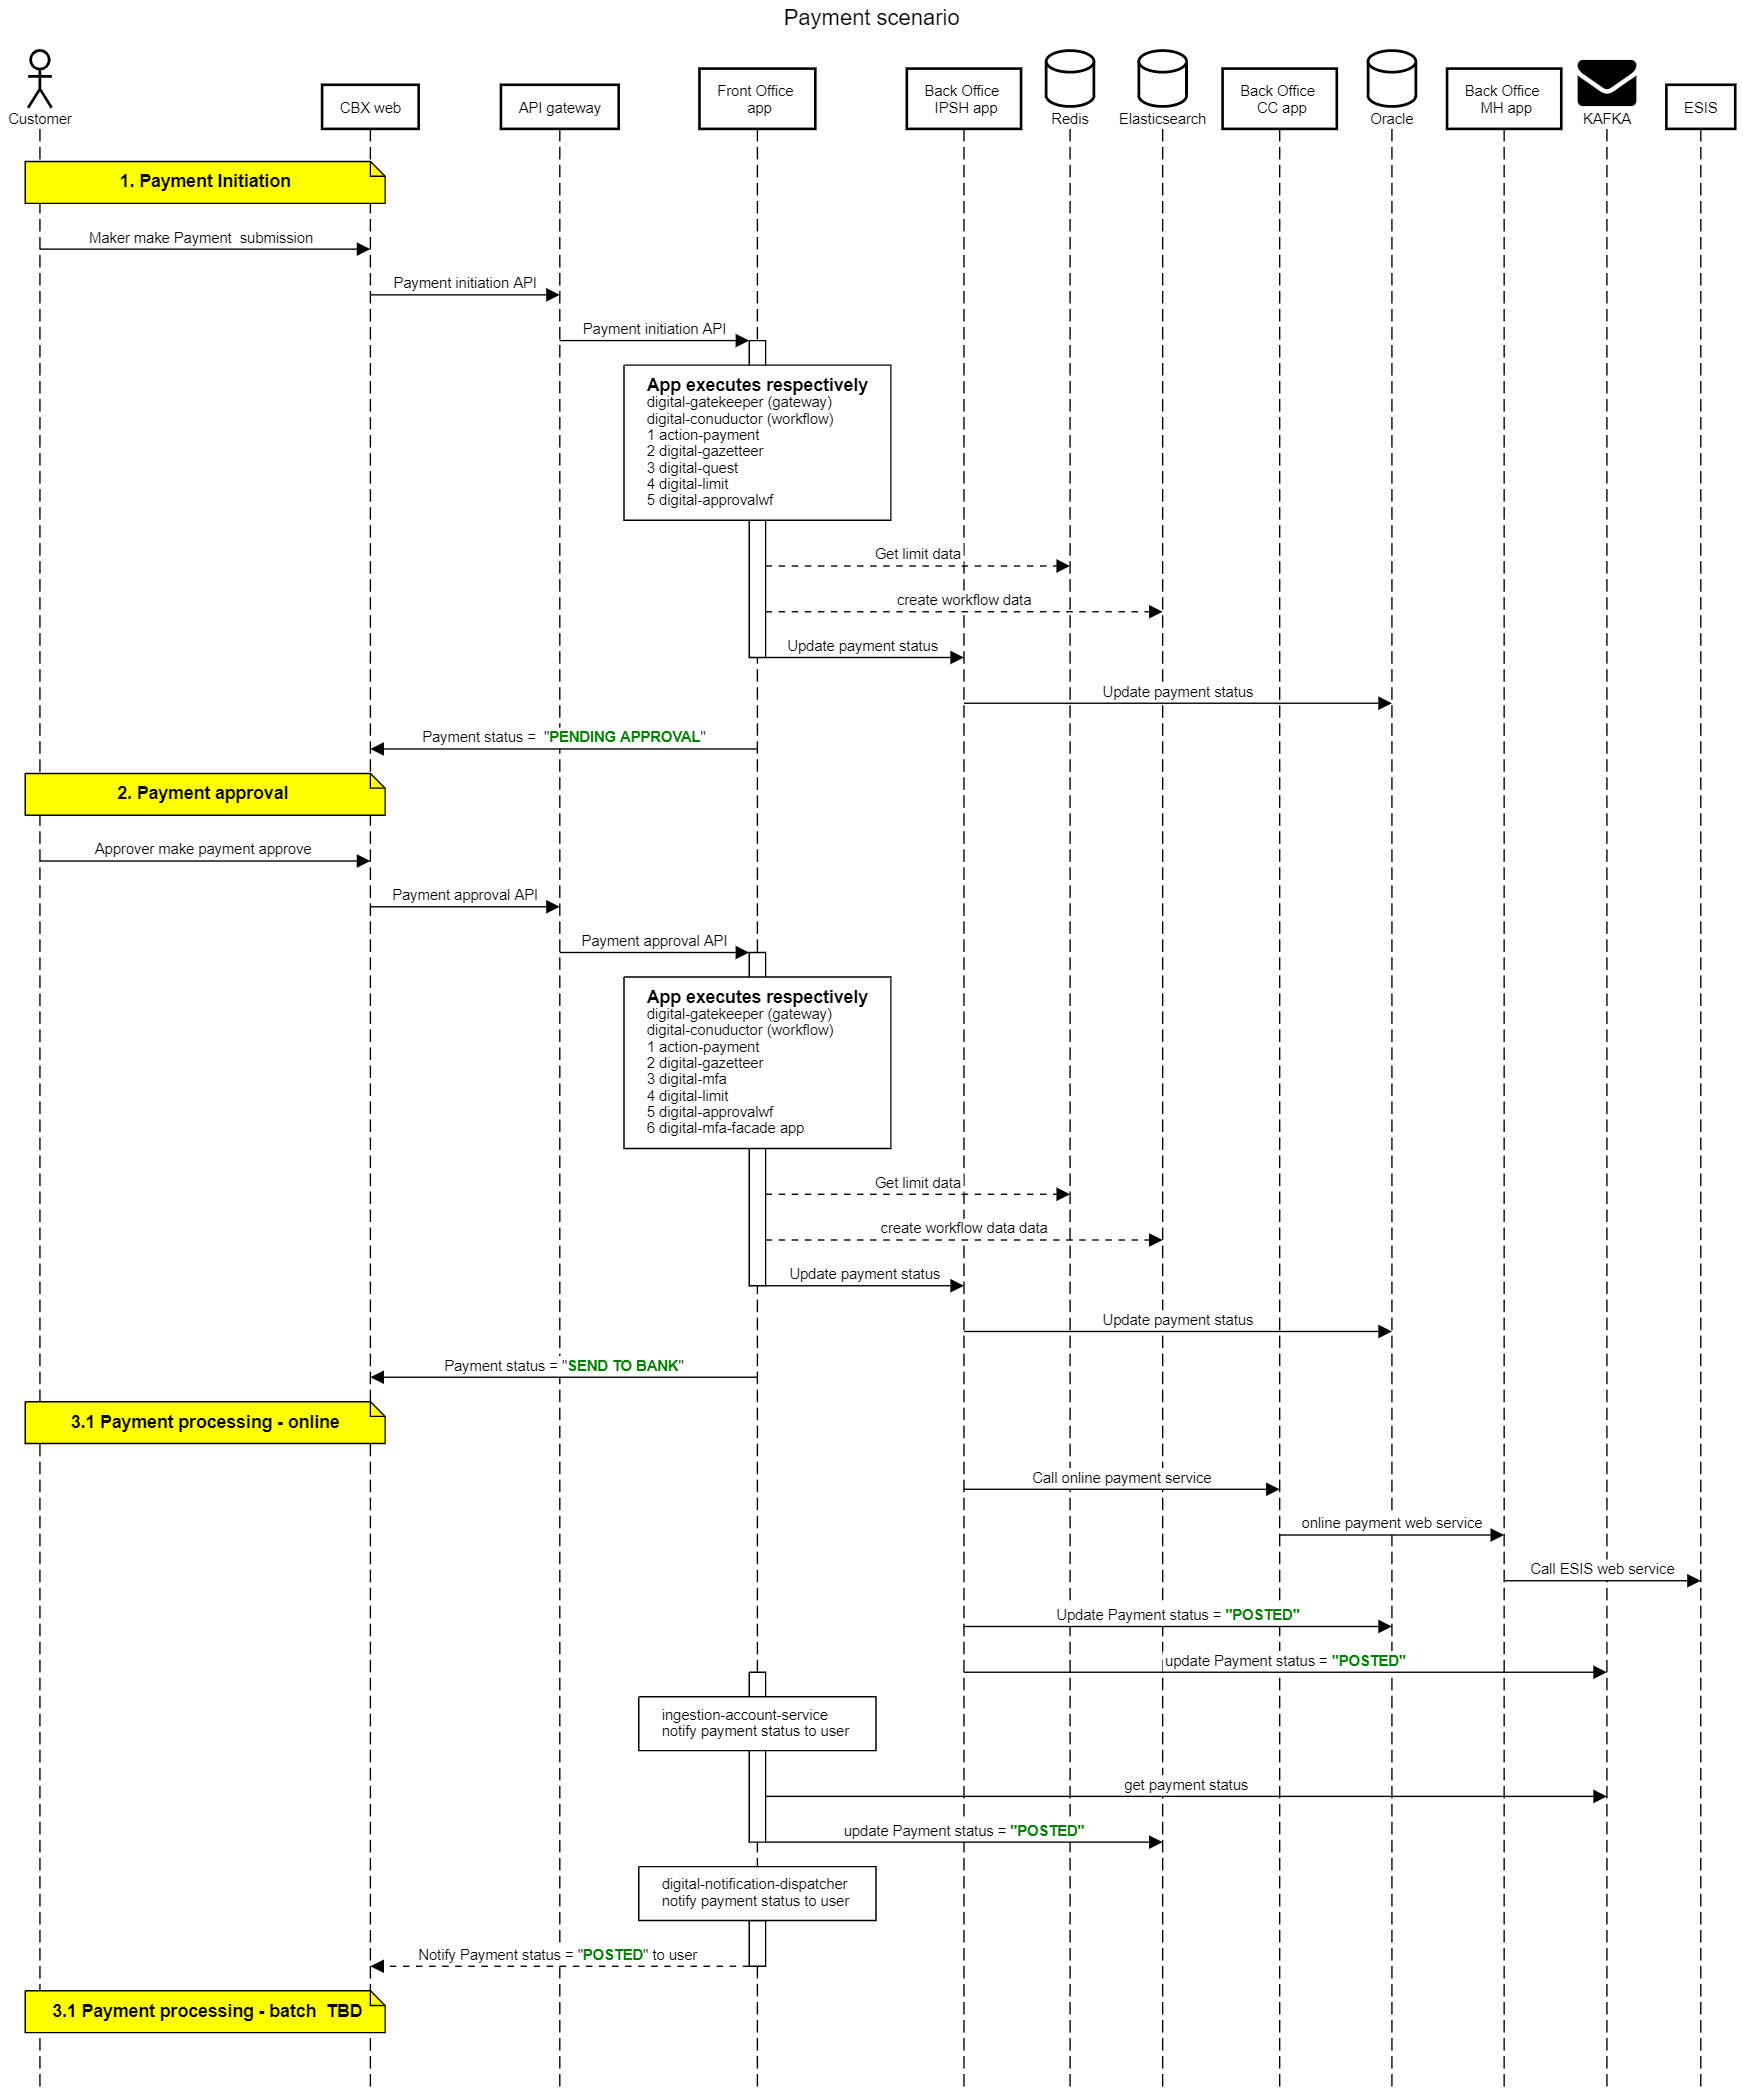 Payment scenario
Customer
CBX web
API gateway
Front Office
app
Back Office
IPSH app
Redis
Elasticsearch
Back Office
CC app
Oracle
Back Office
MH app
KAFKA
ESIS
1. Payment Initiation
Maker make Payment  submission
Payment initiation API
Payment initiation API
App executes respectively
digital-gatekeeper (gateway)
digital-conuductor (workflow)
1 action-payment
2 digital-gazetteer
3 digital-quest
4 digital-limit
5 digital-approvalwf
Get limit data
create workflow data
Update payment status
Update payment status
Payment status =  "PENDING APPROVAL"
2. Payment approval
Approver make payment approve
Payment approval API
Payment approval API
App executes respectively
digital-gatekeeper (gateway)
digital-conuductor (workflow)
1 action-payment
2 digital-gazetteer
3 digital-mfa
4 digital-limit
5 digital-approvalwf
6 digital-mfa-facade app
Get limit data
create workflow data data
Update payment status
Update payment status
Payment status = "SEND TO BANK"
3.1 Payment processing - online
Call online payment service
online payment web service
Call ESIS web service
Update Payment status = "POSTED"
update Payment status = "POSTED"
ingestion-account-service
notify payment status to user
get payment status
update Payment status = "POSTED"
digital-notification-dispatcher
notify payment status to user
Notify Payment status = "POSTED" to user
3.1 Payment processing - batch  TBD